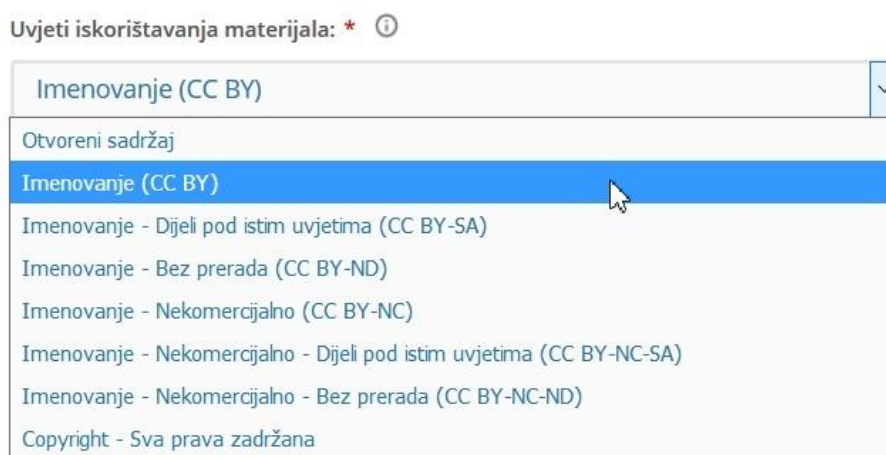 Uvjeti iskorištavanja materijala: *
Imenovanje (CC BY)
Otvoreni sadržaj
Imenovanje (CC BY)
Imenovanje - Dijeli pod istim uvjetima (CC BY-SA)
Imenovanje - Bez prerada (CC BY-ND)
Imenovanje - Nekomercijalno (CC BY-NC)
Imenovanje - Nekomercijalno - Dijeli pod istim uvjetima (CC BY-NC-SA)
Imenovanje - Nekomercijalno - Bez prerada (CC BY-NC-ND)
Copyright - Sva prava zadržana